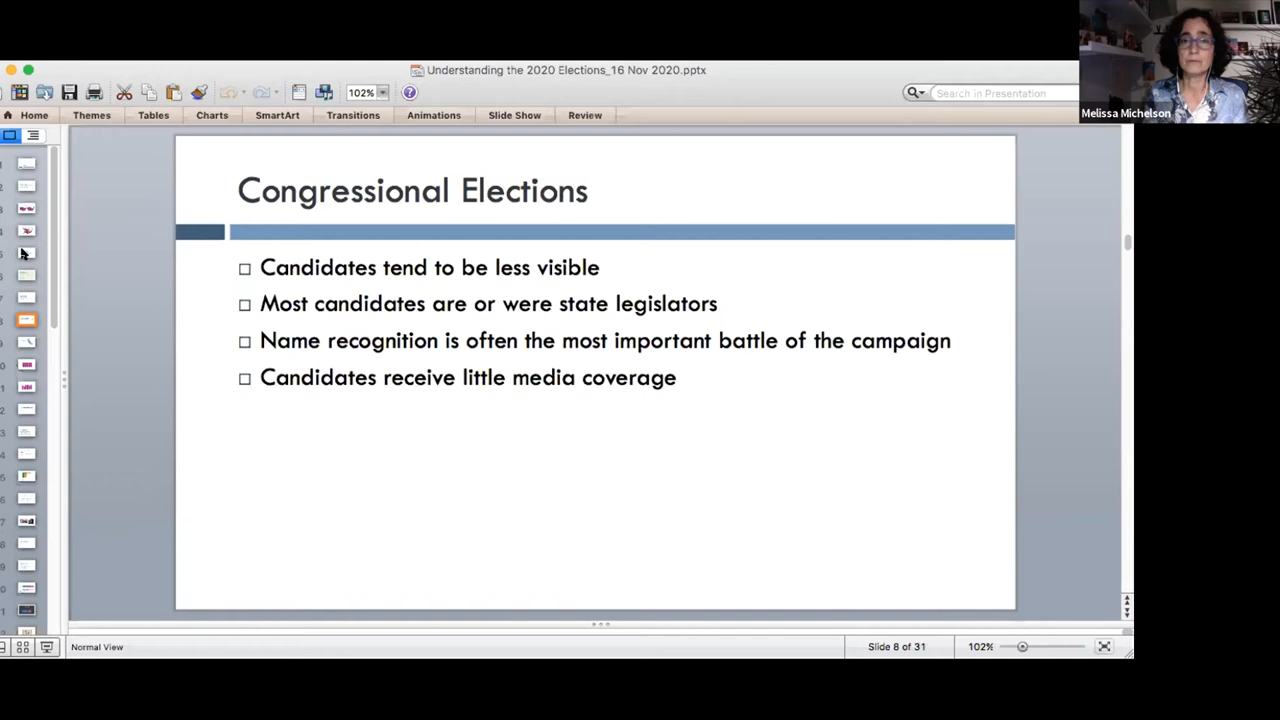 Understanding the 2020 Elections_16 Nov 2020.pptx
102%
Search in Presentation
Home Themes Tables Charts SmartArt Transitions Animations Slide Show Review
Melissa Michelson
Congressional Elections
Candidates tend to be less visible
Most candidates are or were state legislators
Name recognition is often the most important battle of the campaign
Candidates receive little media coverage
Normal View
Slide 8 of 31
102%